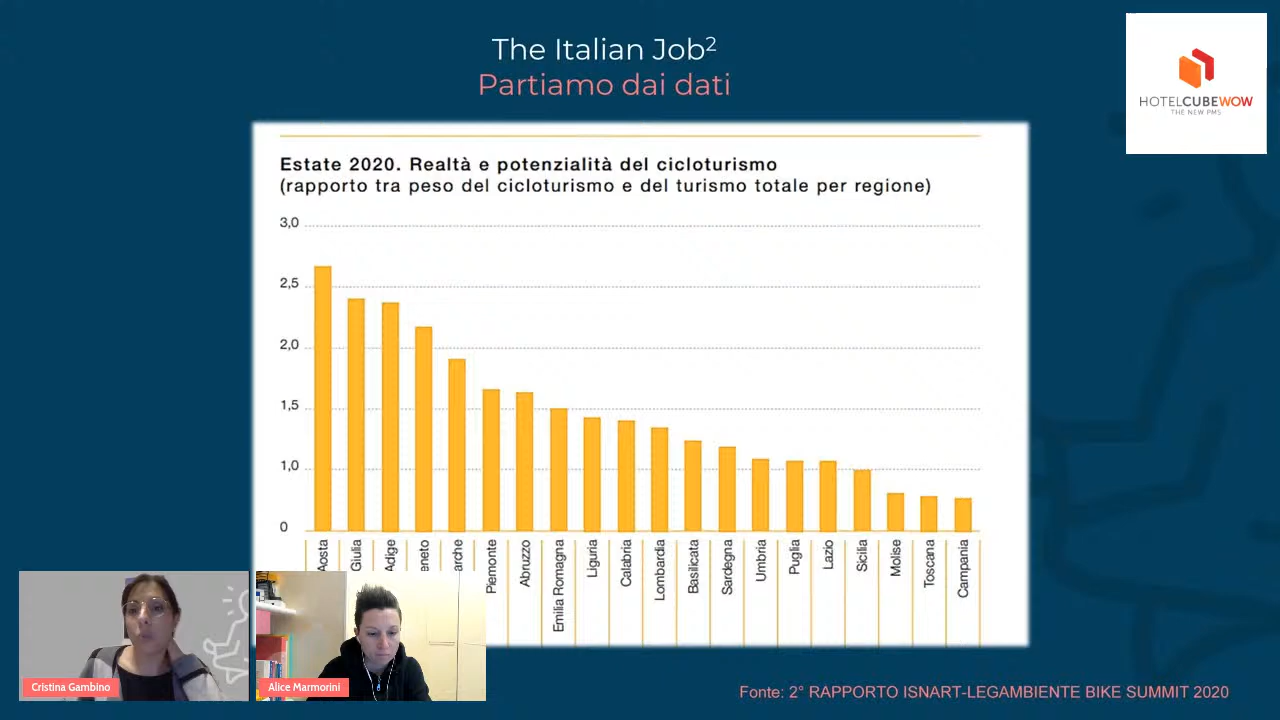 The Italian Job²
Partiamo dai dati
HOTELCUBEWOW
THE NEW PMS
Estate 2020. Realtà e potenzialità del cicloturismo
(rapporto tra peso del cicloturismo e del turismo totale per regione)
3,0
2,5
2,0
1,5
1,0
0
Aosta
Giulia
Adige
eneto
arche
Piemonte
Abruzzo
Emilia Romagna
Liguria
Calabria
Lombardia
Basilicata
Sardegna
Umbria
Puglia
Lazio
Sicilia
Molise
Toscana
Campania
Cristina Gambino
Alice Marmorini
Fonte: 2° RAPPORTO ISNART-LEGAMBIENTE BIKE SUMMIT 2020